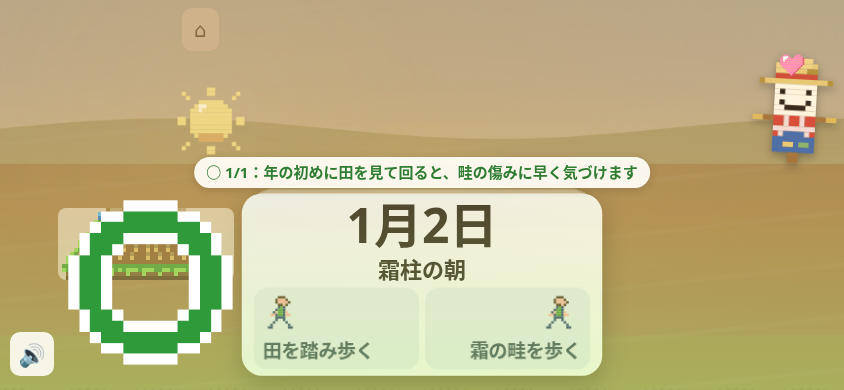 ○ 1/1：年の初めに田を見て回ると、畦の傷みに早く気づけます
1月2日
霜柱の朝
田を踏み歩く
霜の畦を歩く